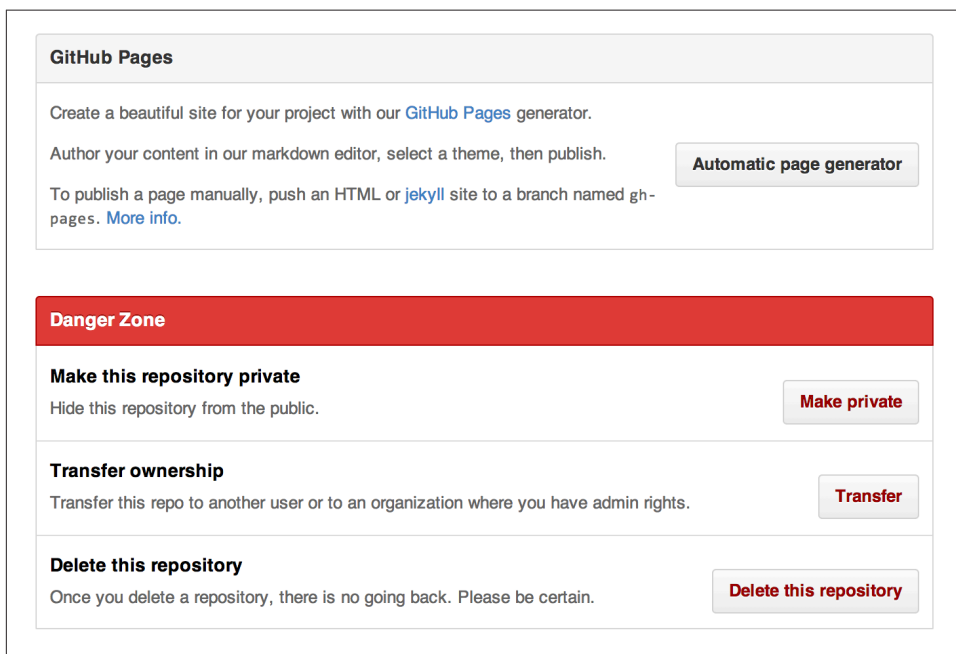 GitHub Pages
Create a beautiful site for your project with our GitHub Pages generator.
Author your content in our markdown editor, select a theme, then publish.
Automatic page generator
To publish a page manually, push an HTML or jekyll site to a branch named gh-
pages. More info.
Danger Zone
Make this repository private
Hide this repository from the public.
Make private
Transfer ownership
Transfer this repo to another user or to an organization where you have admin rights.
Transfer
Delete this repository
Once you delete a repository, there is no going back. Please be certain.
Delete this repository